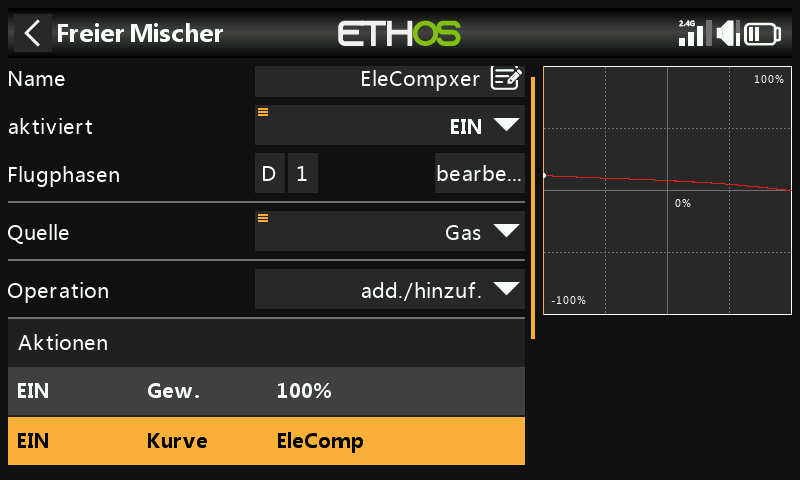 Freier Mischer
ETHOS
2.4G
Name
EleCompxer
aktiviert
EIN
Flugphasen
D 1 bearbe...
Quelle
Gas
Operation
add./hinzuf.
Aktionen
EIN Gew. 100%
EIN Kurve EleComp
100%
0%
-100%